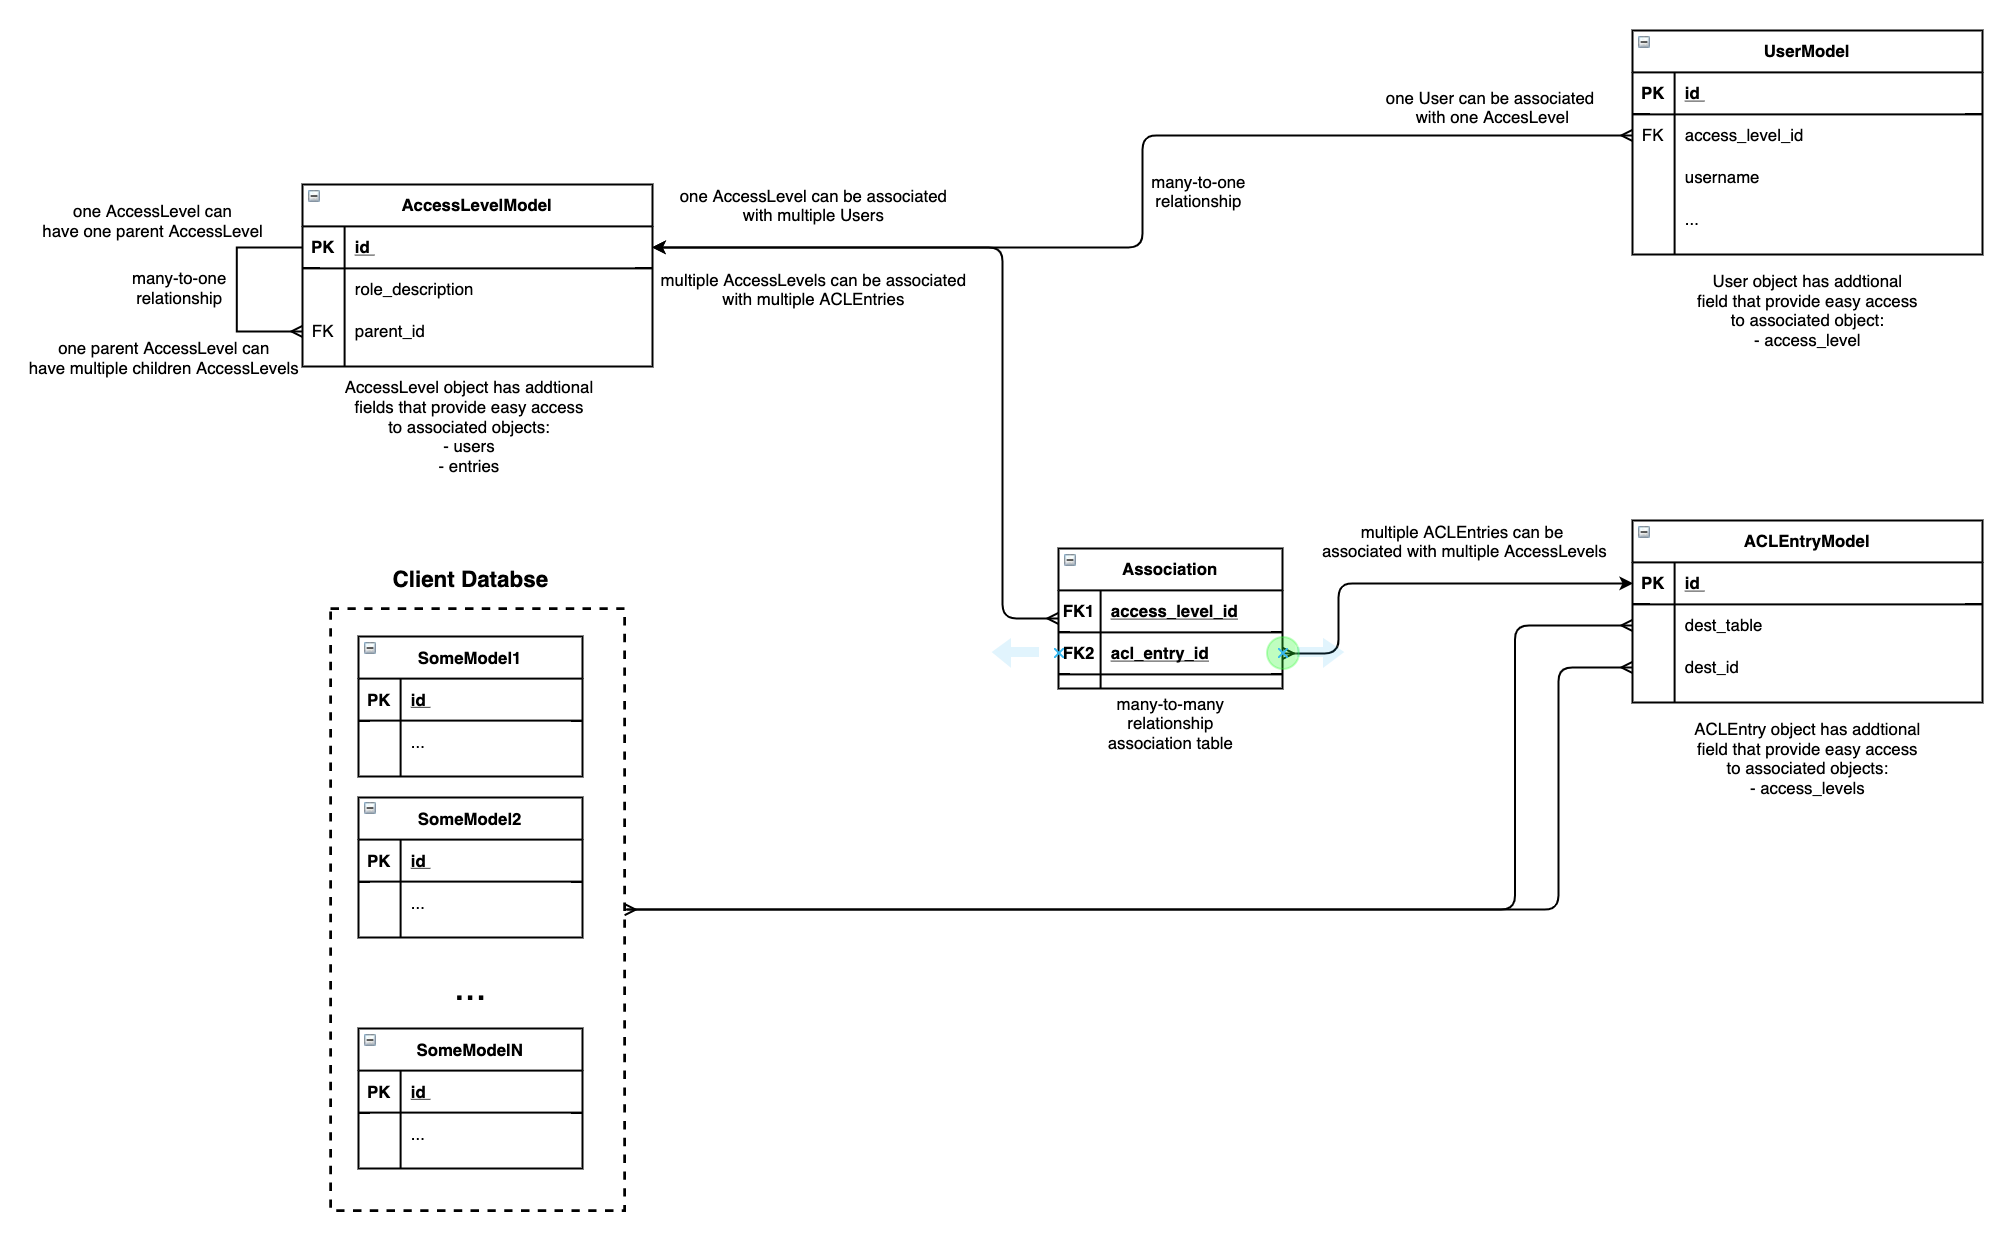 UserModel
PK id
FK access_level_id
username
...
User object has addtional
field that provide easy access
to associated object:
- access_level
one User can be associated
with one AccesLevel
many-to-one
relationship
one AccessLevel can be associated
with multiple Users
multiple AccessLevels can be associated
with multiple ACLEntries
AccessLevelModel
PK id
role_description
FK parent_id
one AccessLevel can
have one parent AccessLevel
many-to-one
relationship
one parent AccessLevel can
have multiple children AccessLevels
AccessLevel object has addtional
fields that provide easy access
to associated objects:
- users
- entries
multiple ACLEntries can be
associated with multiple AccessLevels
ACLEntryModel
PK id
dest_table
dest_id
ACLEntry object has addtional
field that provide easy access
to associated objects:
- access_levels
Association
FK1 access_level_id
FK2 acl_entry_id
many-to-many
relationship
association table
Client Databse
SomeModel1
PK id
...
SomeModel2
PK id
...
...
SomeModelN
PK id
...